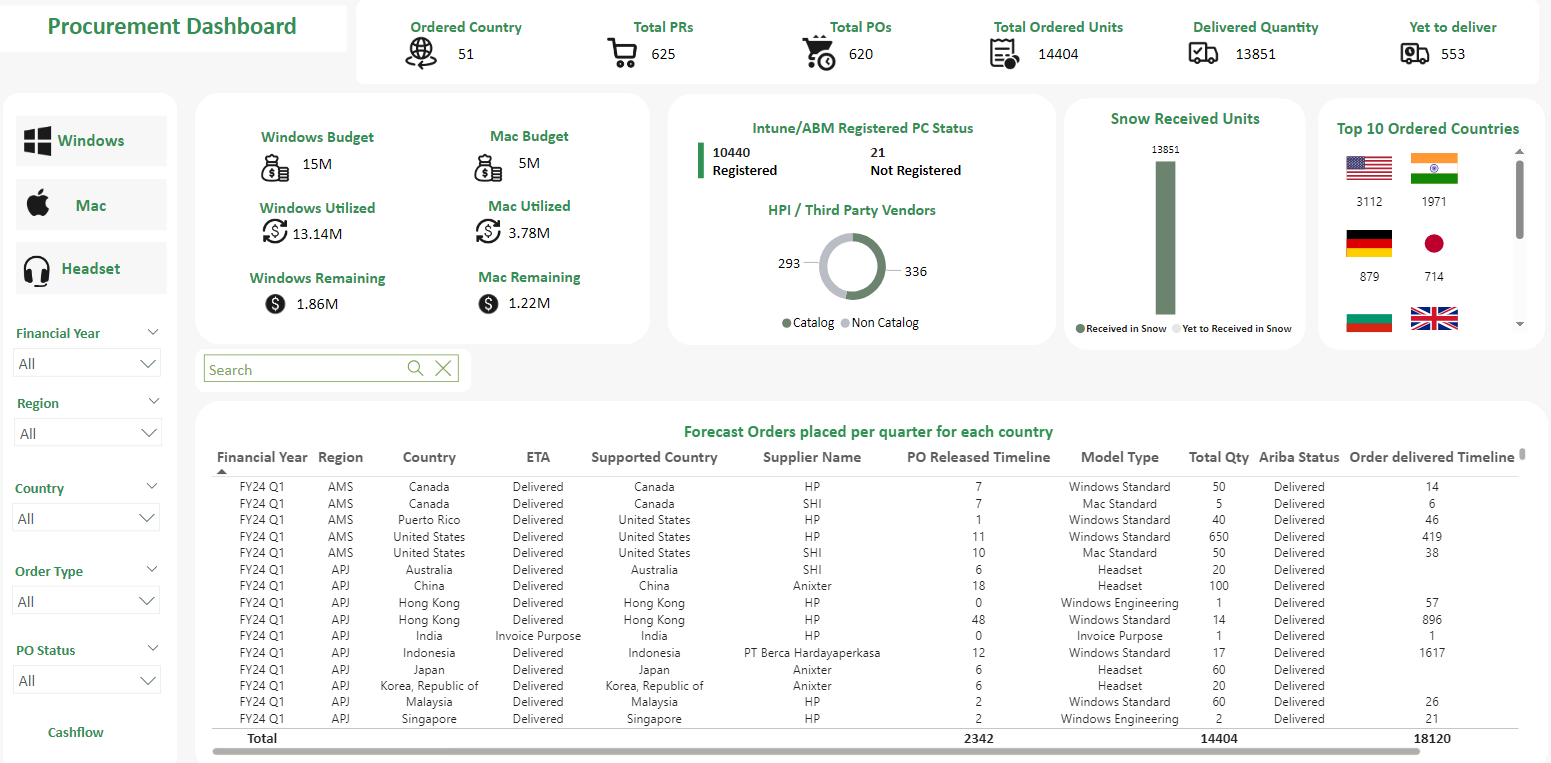 Procurement Dashboard
Ordered Country
51
Total PRs
625
Total POs
620
Total Ordered Units
14404
Delivered Quantity
13851
Yet to deliver
553
Windows
Mac
Headset
Financial Year
All
Region
All
Country
All
Order Type
All
PO Status
All
Cashflow
Windows Budget
15M
Mac Budget
5M
Windows Utilized
13.14M
Mac Utilized
3.78M
Windows Remaining
1.86M
Mac Remaining
1.22M
Intune/ABM Registered PC Status
10440
Registered
21
Not Registered
HPI / Third Party Vendors
293
336
Catalog Non Catalog
Snow Received Units
13851
Received in Snow Yet to Received in Snow
Top 10 Ordered Countries
3112 1971
879 714
Search
Forecast Orders placed per quarter for each country
Financial Year Region Country ETA Supported Country Supplier Name PO Released Timeline Model Type Total Qty Ariba Status Order delivered Timeline
FY24 Q1 AMS Canada Delivered Canada HP 7 Windows Standard 50 Delivered 14
FY24 Q1 AMS Canada Delivered Canada SHI 7 Mac Standard 5 Delivered 6
FY24 Q1 AMS Puerto Rico Delivered United States HP 1 Windows Standard 40 Delivered 46
FY24 Q1 AMS United States Delivered United States HP 11 Windows Standard 650 Delivered 419
FY24 Q1 AMS United States Delivered United States SHI 10 Mac Standard 50 Delivered 38
FY24 Q1 APJ Australia Delivered Australia SHI 6 Headset 20 Delivered
FY24 Q1 APJ China Delivered China Anixter 18 Headset 100 Delivered
FY24 Q1 APJ Hong Kong Delivered Hong Kong HP 0 Windows Engineering 1 Delivered 57
FY24 Q1 APJ Hong Kong Delivered Hong Kong HP 48 Windows Standard 14 Delivered 896
FY24 Q1 APJ India Invoice Purpose India HP 0 Invoice Purpose 1 Delivered 1
FY24 Q1 APJ Indonesia Delivered Indonesia PT Berca Hardayaperkasa 12 Windows Standard 17 Delivered 1617
FY24 Q1 APJ Japan Delivered Japan Anixter 6 Headset 60 Delivered
FY24 Q1 APJ Korea, Republic of Delivered Korea, Republic of Anixter 6 Headset 20 Delivered
FY24 Q1 APJ Malaysia Delivered Malaysia HP 2 Windows Standard 60 Delivered 26
FY24 Q1 APJ Singapore Delivered Singapore HP 2 Windows Engineering 2 Delivered 21
Total 2342 14404 18120